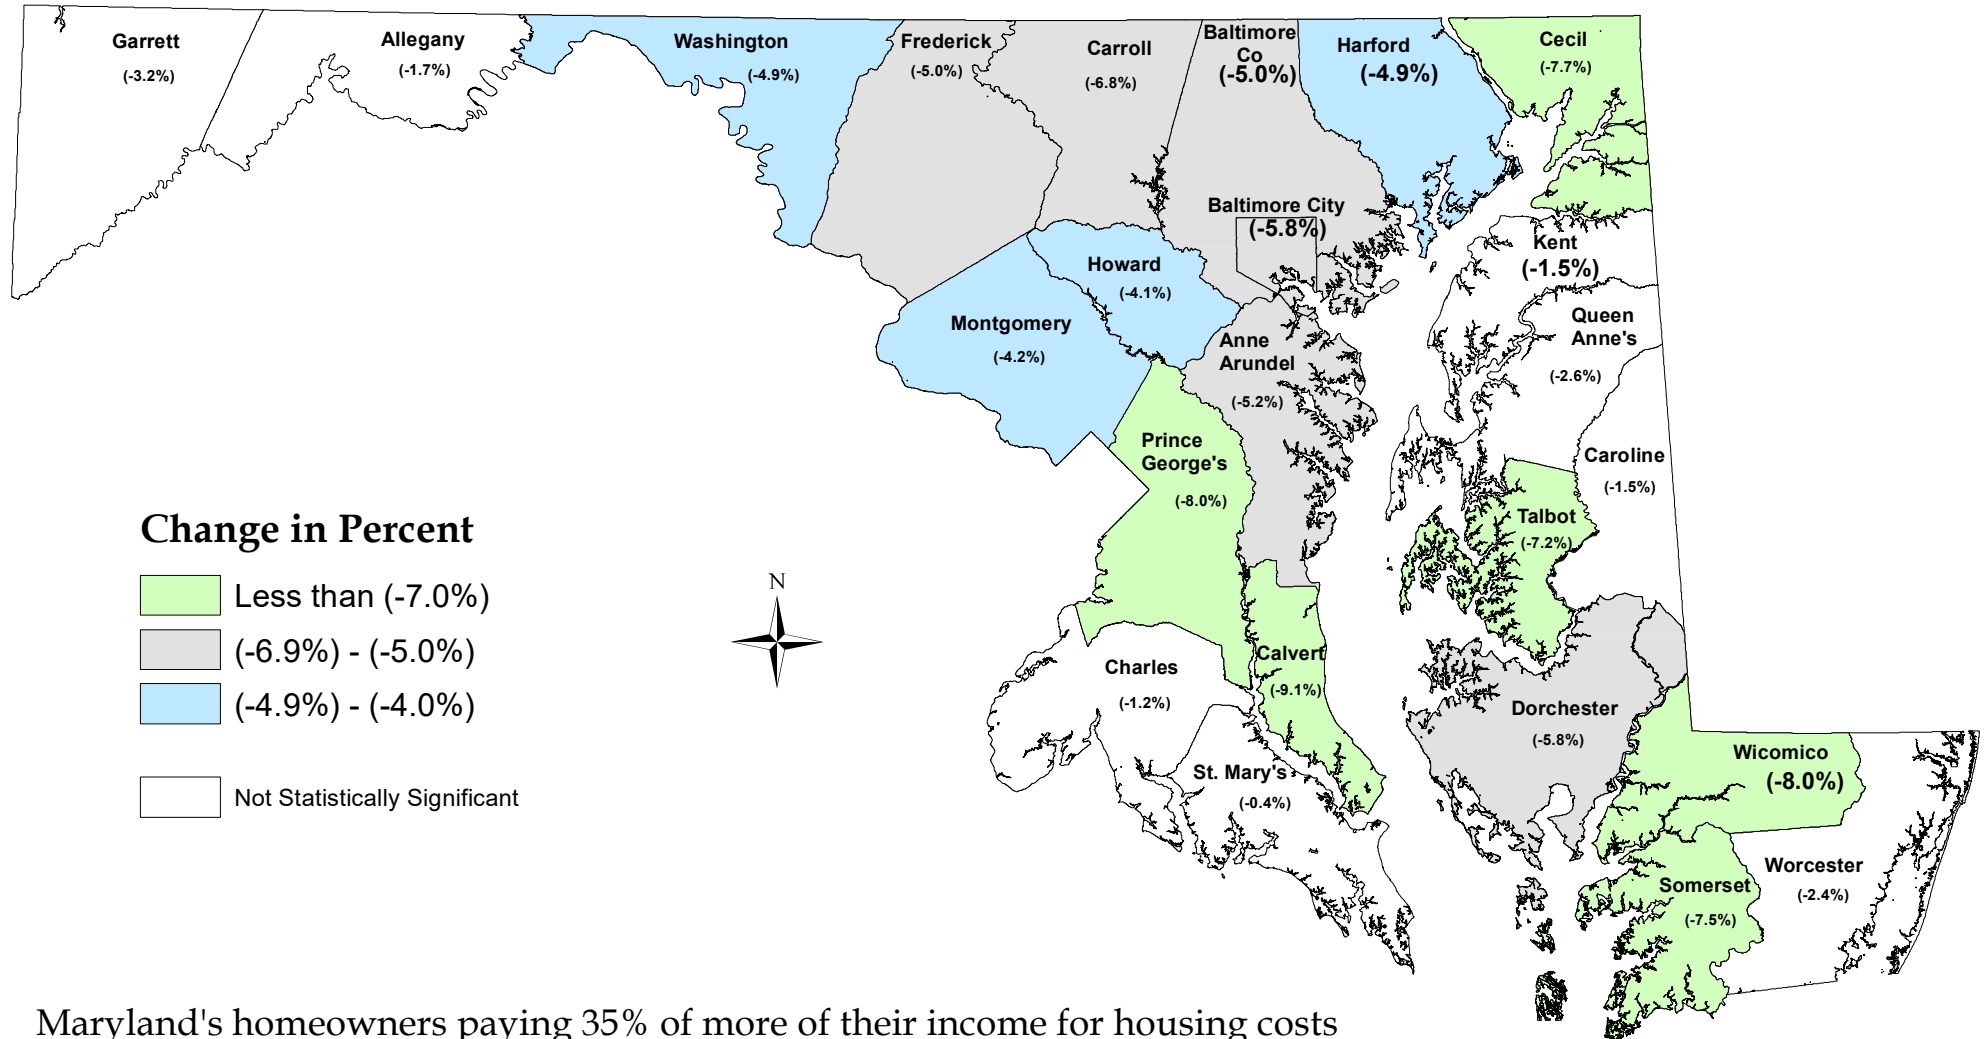 Garrett
(-3.2%)
Allegany
(-1.7%)
Washington
(-4.9%)
Frederick
(-5.0%)
Carroll
(-6.8%)
Baltimore
Co
(-5.0%)
Harford
(-4.9%)
Cecil
(-7.7%)
Baltimore City
(-5.8%)
Kent
(-1.5%)
Howard
(-4.1%)
Montgomery
(-4.2%)
Anne
Arundel
(-5.2%)
Queen
Anne's
(-2.6%)
Prince
George's
(-8.0%)
Caroline
(-1.5%)
Talbot
(-7.2%)
Change in Percent
Less than (-7.0%)
(-6.9%) - (-5.0%)
(-4.9%) - (-4.0%)
Not Statistically Significant
N
Charles
(-1.2%)
Calvert
(-9.1%)
Dorchester
(-5.8%)
St. Mary's
(-0.4%)
Wicomico
(-8.0%)
Worcester
(-2.4%)
Somerset
(-7.5%)
Maryland's homeowners paying 35% of more of their income for housing costs